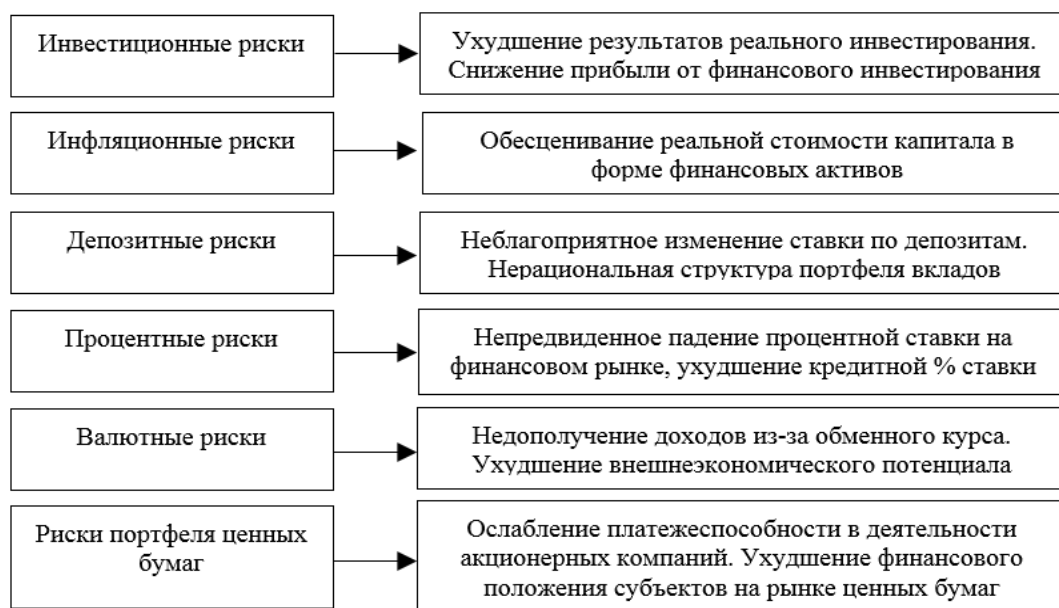 Инвестиционные риски
Ухудшение результатов реального инвестирования.
Снижение прибыли от финансового инвестирования
Инфляционные риски
Обесценивание реальной стоимости капитала в
форме финансовых активов
Депозитные риски
Неблагоприятное изменение ставки по депозитам.
Нерациональная структура портфеля вкладов
Процентные риски
Непредвиденное падение процентной ставки на
финансовом рынке, ухудшение кредитной % ставки
Валютные риски
Недополучение доходов из-за обменного курса.
Ухудшение внешнеэкономического потенциала
Риски портфеля ценных
бумаг
Ослабление платежеспособности в деятельности
акционерных компаний. Ухудшение финансового
положения субъектов на рынке ценных бумаг